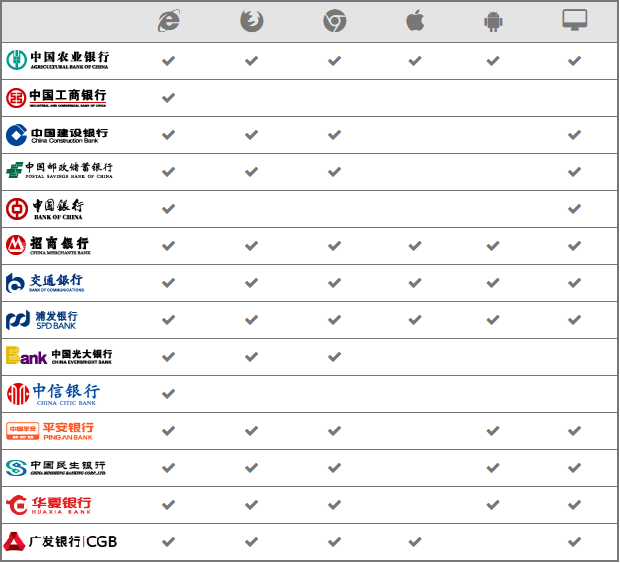 中国农业银行
AGRICULTURAL BANK OF CHINA
中国工商银行
INDUSTRIAL AND COMMERCIAL BANK OF CHINA
中国建设银行
China Construction Bank
中国邮政储蓄银行
POSTAL SAVINGS BANK OF CHINA
中国银行
BANK OF CHINA
招商银行
CHINA MERCHANTS BANK
交通银行
BANK OF COMMUNICATIONS
浦发银行
SPD BANK
Bank 中国光大银行
CHINA EVERBRIGHT BANK
中信银行
CHINA CITIC BANK
中国平安 平安银行
PING AN BANK
中国民生银行
CHINA MINSHENG BANKING CORP., LTD.
华夏银行
HUAXIA BANK
广发银行|CGB